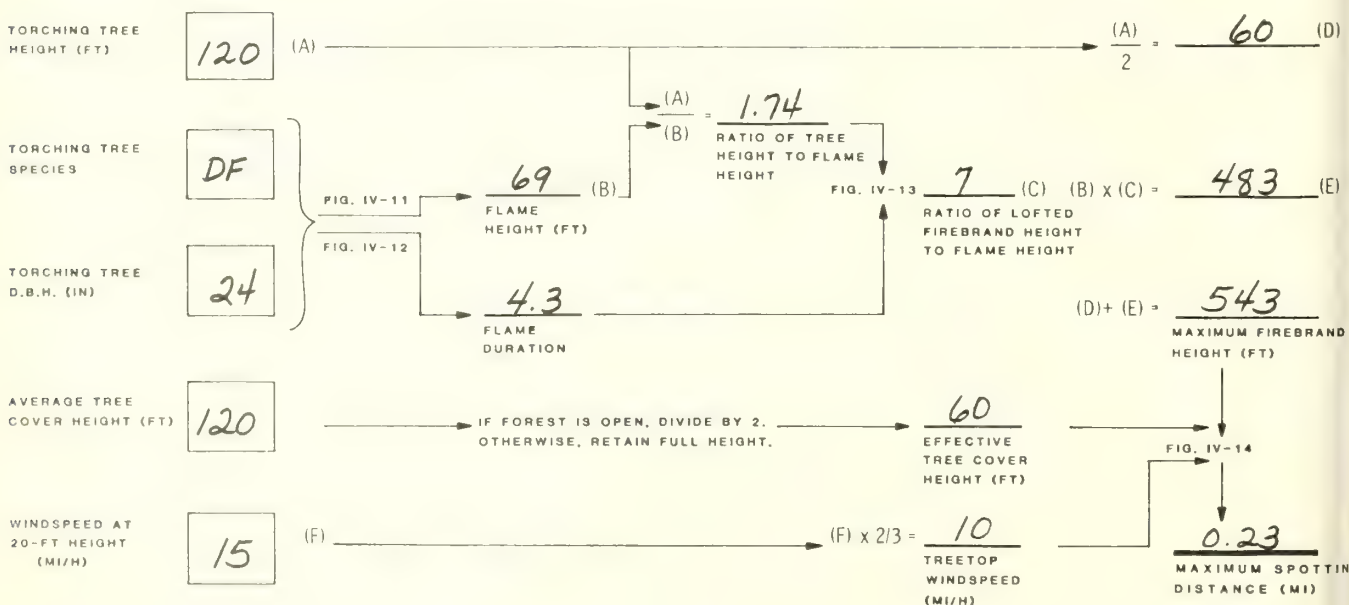 TORCHING TREE
HEIGHT (FT)
120 (A)
(A)
2
= 60 (D)
(A)
(B)
= 1.74
RATIO OF TREE
HEIGHT TO FLAME
HEIGHT
TORCHING TREE
SPECIES
DF
FIG. IV-11
69 (B)
FLAME
HEIGHT (FT)
FIG. IV-13
7 (C)
RATIO OF LOFTED
FIREBRAND HEIGHT
TO FLAME HEIGHT
(B) x (C) = 483 (E)
FIG. IV-12
TORCHING TREE
D.B.H. (IN)
24
4.3
FLAME
DURATION
(D)+ (E) = 543
MAXIMUM FIREBRAND
HEIGHT (FT)
AVERAGE TREE
COVER HEIGHT (FT)
120
IF FOREST IS OPEN, DIVIDE BY 2.
OTHERWISE, RETAIN FULL HEIGHT.
60
EFFECTIVE
TREE COVER
HEIGHT (FT)
FIG. IV-14
WINDSPEED AT
20-FT HEIGHT
(MI/H)
15 (F)
(F) x 2/3 = 10
TREETOP
WINDSPEED
(MI/H)
0.23
MAXIMUM SPOTTIN
DISTANCE (MI)